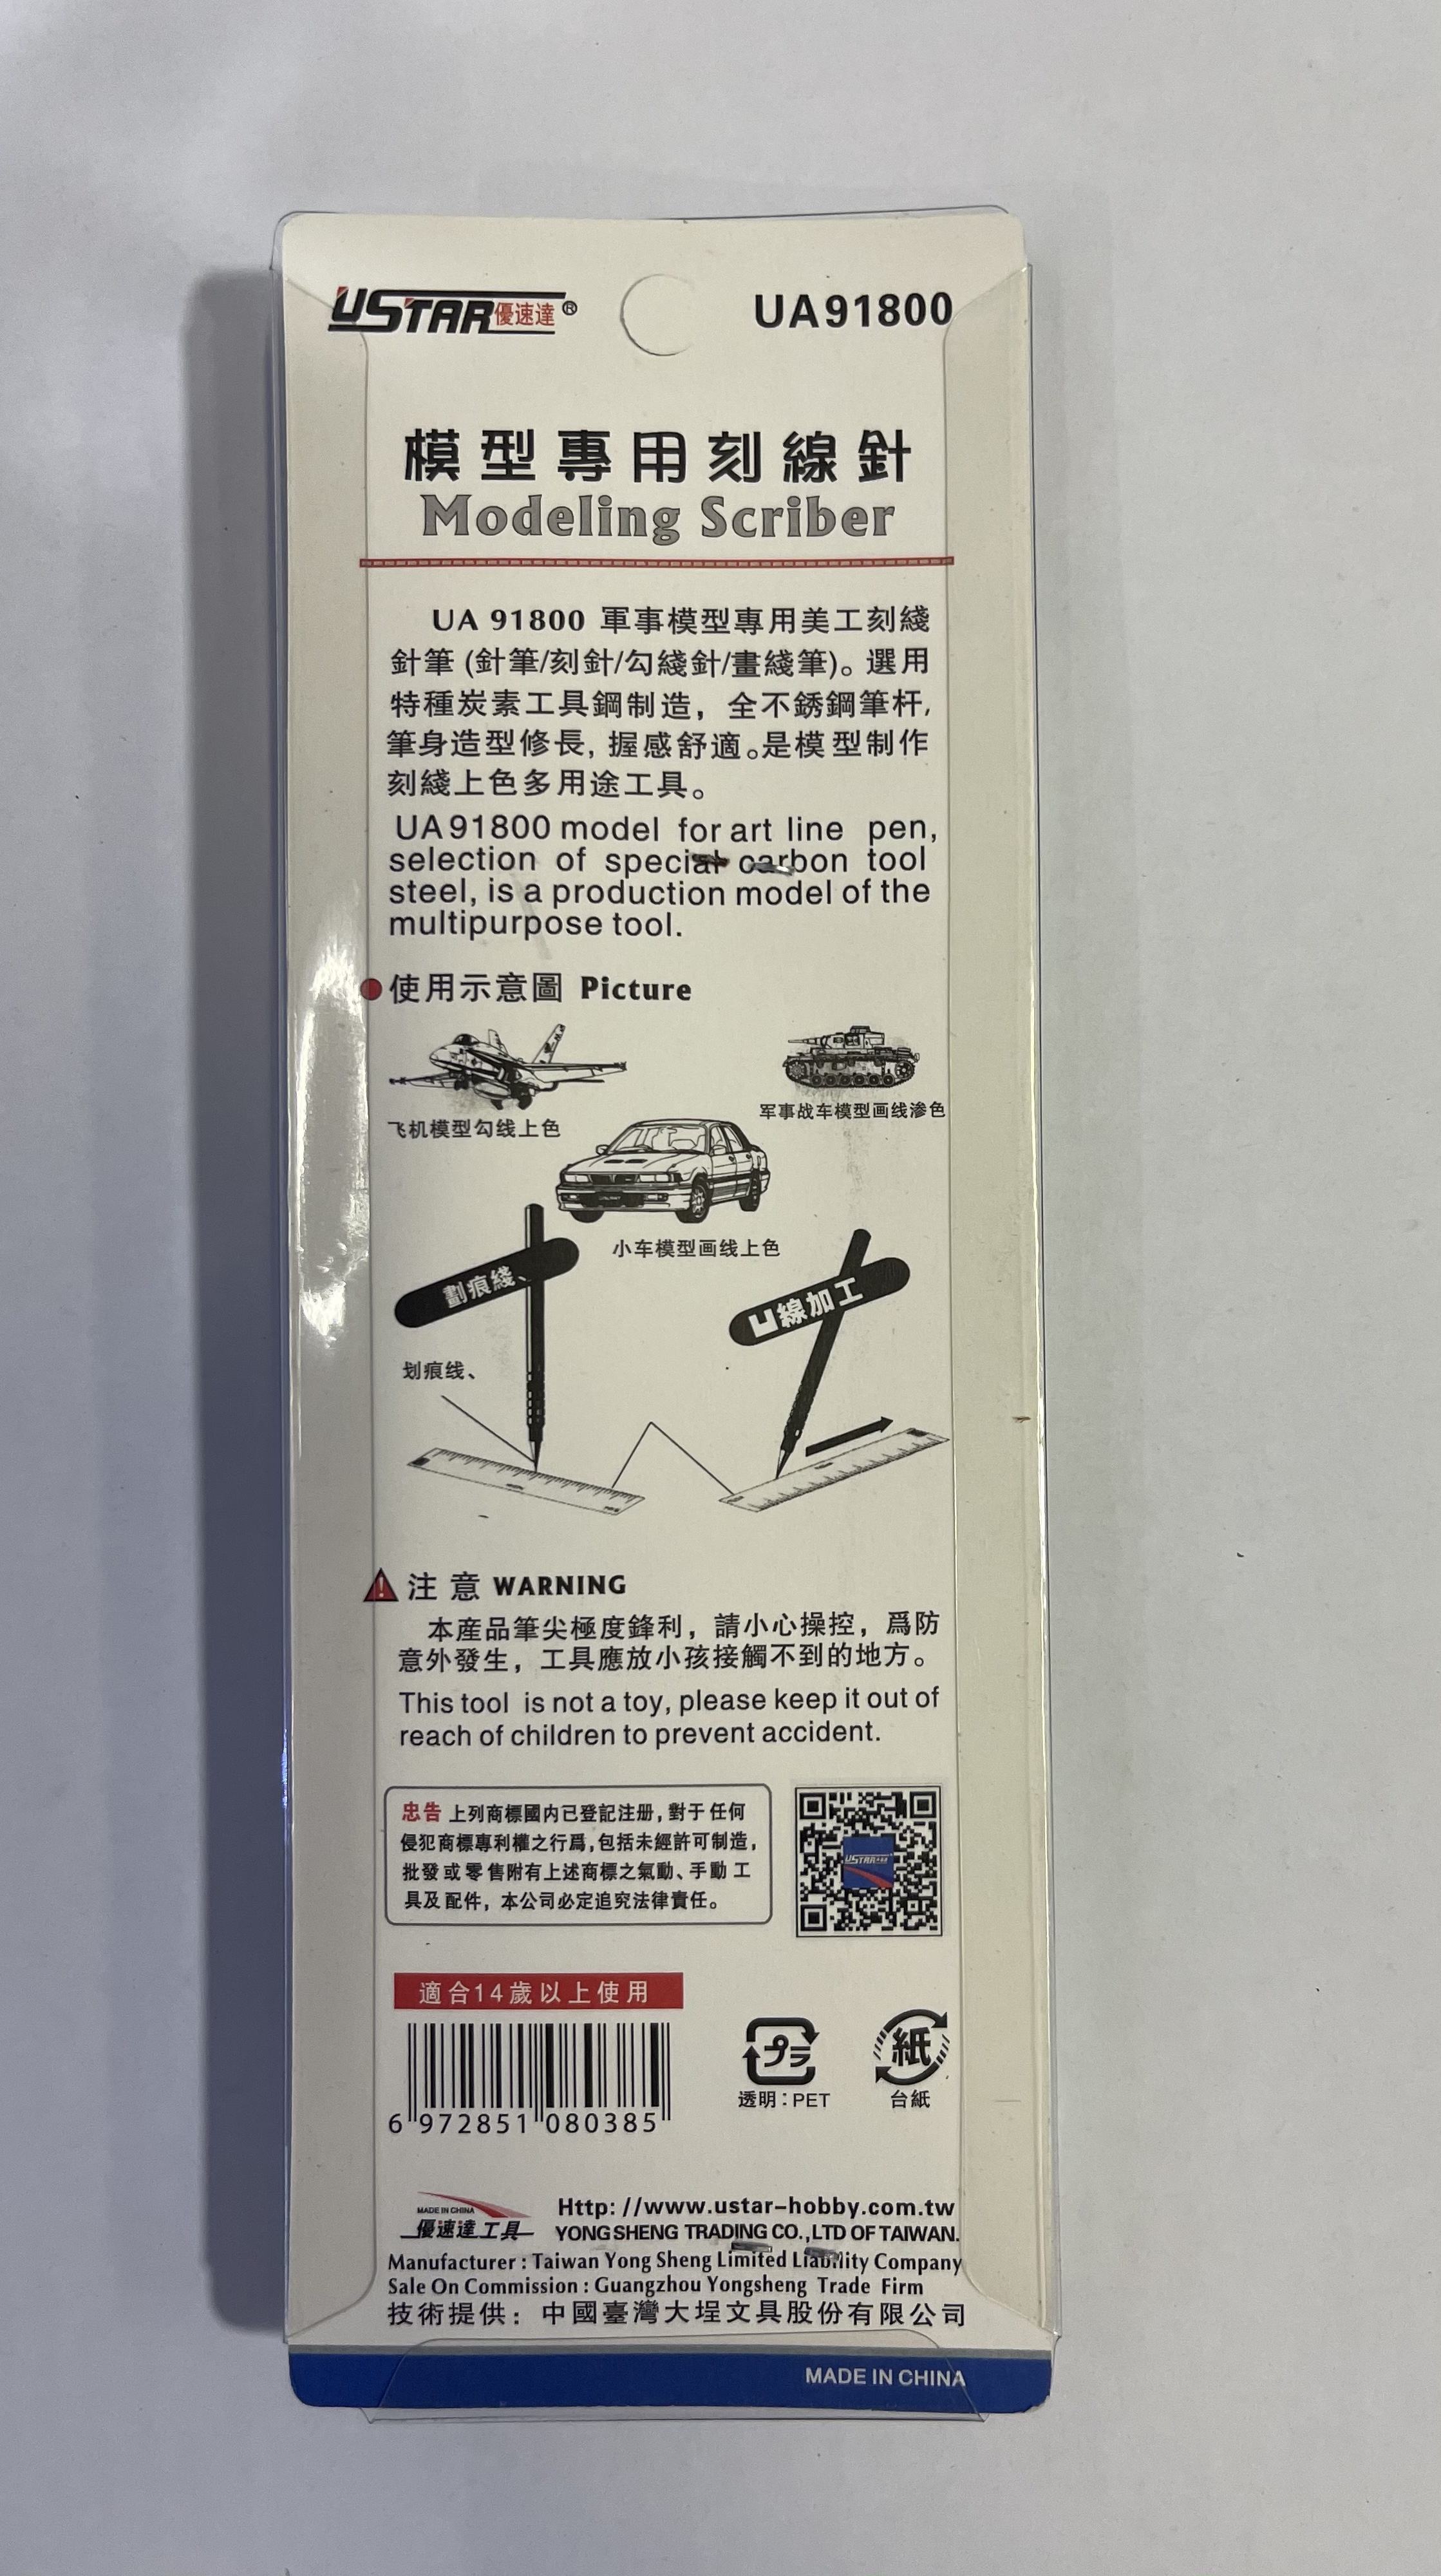 USTAR優速達®
UA91800
模型專用刻線針
Modeling Scriber
UA 91800 軍事模型專用美工刻綫
針筆 (針筆/刻針/勾綫針/畫綫筆)。選用
特種炭素工具鋼制造，全不銹鋼筆杆,
筆身造型修長, 握感舒適。是模型制作
刻綫上色多用途工具。
UA91800 model for art line pen,
selection of special carbon tool
steel, is a production model of the
multipurpose tool.
使用示意圖 Picture
飞机模型勾线上色
军事战车模型画线渗色
小车模型画线上色
劃痕綫、
凵線加工
划痕线、
注意 WARNING
本産品筆尖極度鋒利，請小心操控，爲防
意外發生，工具應放小孩接觸不到的地方。
This tool is not a toy, please keep it out of
reach of children to prevent accident.
忠告 上列商標國内已登記注册, 對于任何
侵犯商標專利權之行爲, 包括未經許可制造,
批發或零售附有上述商標之氣動、手動工
具及配件，本公司必定追究法律責任。
USTAR
適合14歲以上使用
6 972851 080385
プラ
透明：PET
紙
台紙
MADE IN CHINA
優速達工具
Http: //www.ustar-hobby.com.tw
YONG SHENG TRADING CO.,LTD OF TAIWAN.
Manufacturer : Taiwan Yong Sheng Limited Liability Company
Sale On Commission : Guangzhou Yongsheng Trade Firm
技術提供：中國臺灣大埕文具股份有限公司
MADE IN CHINA